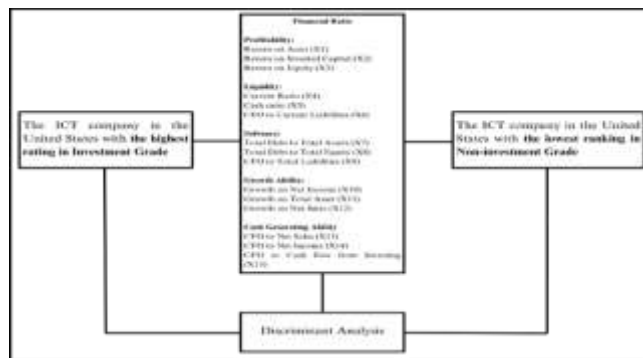 Financial Ratio
Profitability:
Return on Asset (X1)
Return on Invested Capital (X2)
Return on Equity (X3)
Liquidity:
Current Ratio (X4)
Cash ratio (X5)
CFO to Current Liabilities (X6)
Solvency:
Total Debt to Total Assets (X7)
Total Debt to Total Equity (X8)
CFO to Total Liabilities (X9)
Growth Ability:
Growth on Net Income (X10)
Growth on Total Asset (X11)
Growth on Net Sales (X12)
Cash Generating Ability
CFO to Net Sales (X13)
CFO to Net Income (X14)
CFO to Cash Flow from Investing
(X15)
The ICT company in the
United States with the highest
rating in Investment Grade
The ICT company in the United
States with the lowest ranking in
Non-investment Grade
Discriminant Analysis